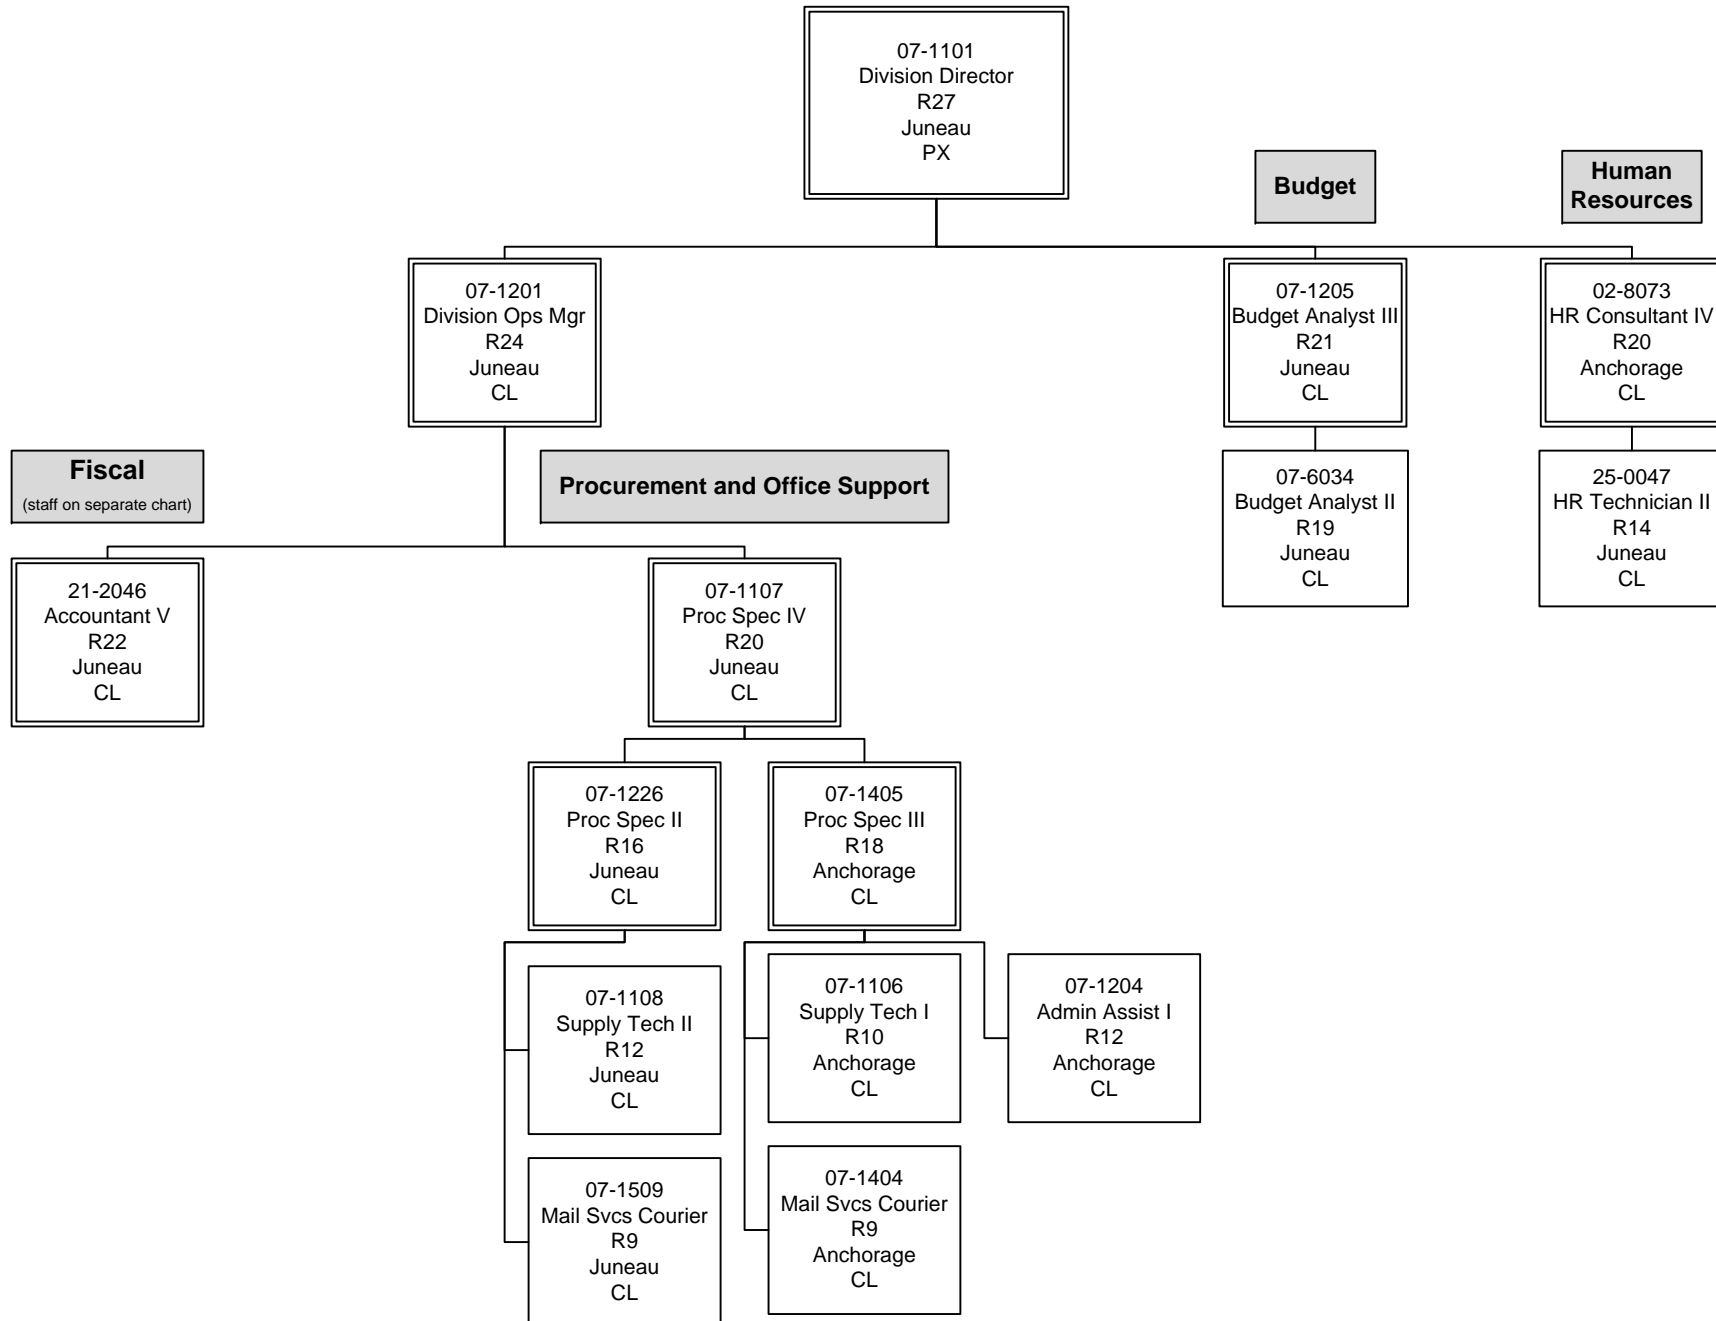 07-1101
Division Director
R27
Juneau
PX
Budget
Human
Resources
07-1201
Division Ops Mgr
R24
Juneau
CL
07-1205
Budget Analyst III
R21
Juneau
CL
02-8073
HR Consultant IV
R20
Anchorage
CL
Fiscal
(staff on separate chart)
Procurement and Office Support
07-6034
Budget Analyst II
R19
Juneau
CL
25-0047
HR Technician II
R14
Juneau
CL
21-2046
Accountant V
R22
Juneau
CL
07-1107
Proc Spec IV
R20
Juneau
CL
07-1226
Proc Spec II
R16
Juneau
CL
07-1405
Proc Spec III
R18
Anchorage
CL
07-1108
Supply Tech II
R12
Juneau
CL
07-1106
Supply Tech I
R10
Anchorage
CL
07-1204
Admin Assist I
R12
Anchorage
CL
07-1509
Mail Svcs Courier
R9
Juneau
CL
07-1404
Mail Svcs Courier
R9
Anchorage
CL